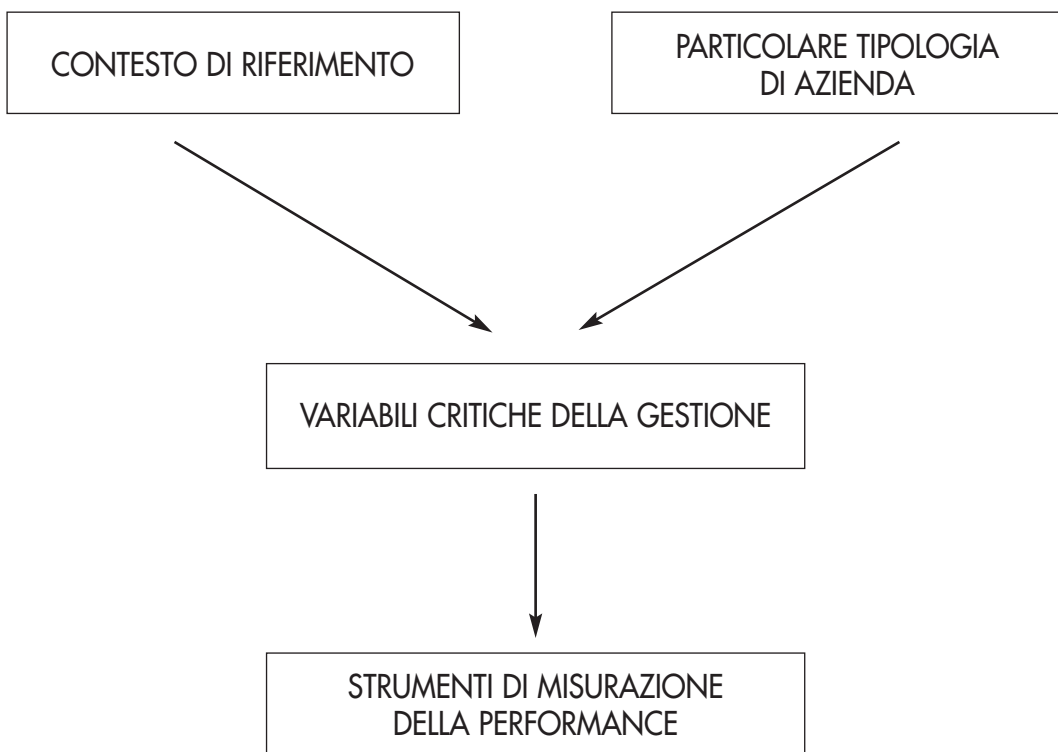 CONTESTO DI RIFERIMENTO
PARTICOLARE TIPOLOGIA
DI AZIENDA
VARIABILI CRITICHE DELLA GESTIONE
STRUMENTI DI MISURAZIONE
DELLA PERFORMANCE